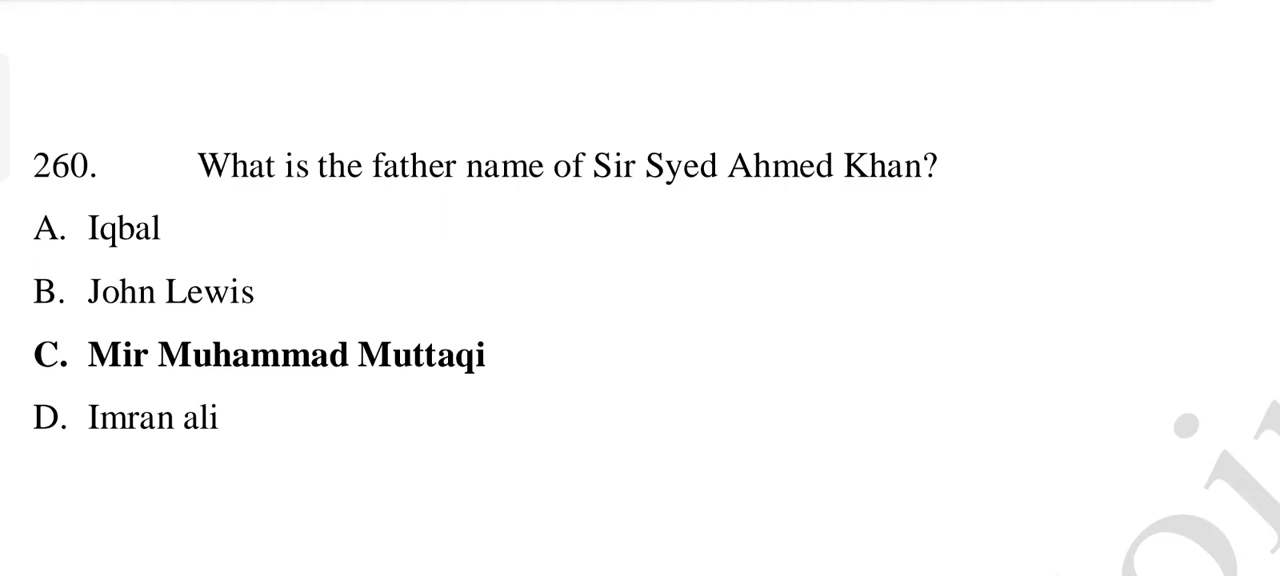 260. What is the father name of Sir Syed Ahmed Khan?
A. Iqbal
B. John Lewis
C. Mir Muhammad Muttaqi
D. Imran ali